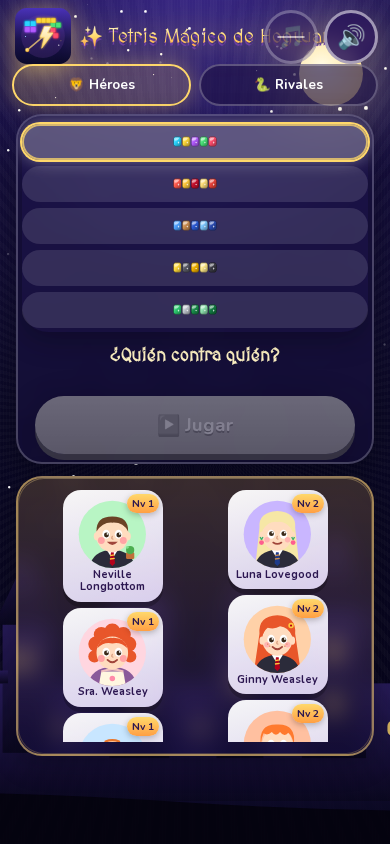 ✨ Tetris Mágico de H
🦁 Héroes
🐍 Rivales
¿Quién contra quién?
▶️ Jugar
Nv 1
Neville
Longbottom
Nv 2
Luna Lovegood
Nv 1
Sra. Weasley
Nv 2
Ginny Weasley
Nv 1
Nv 2